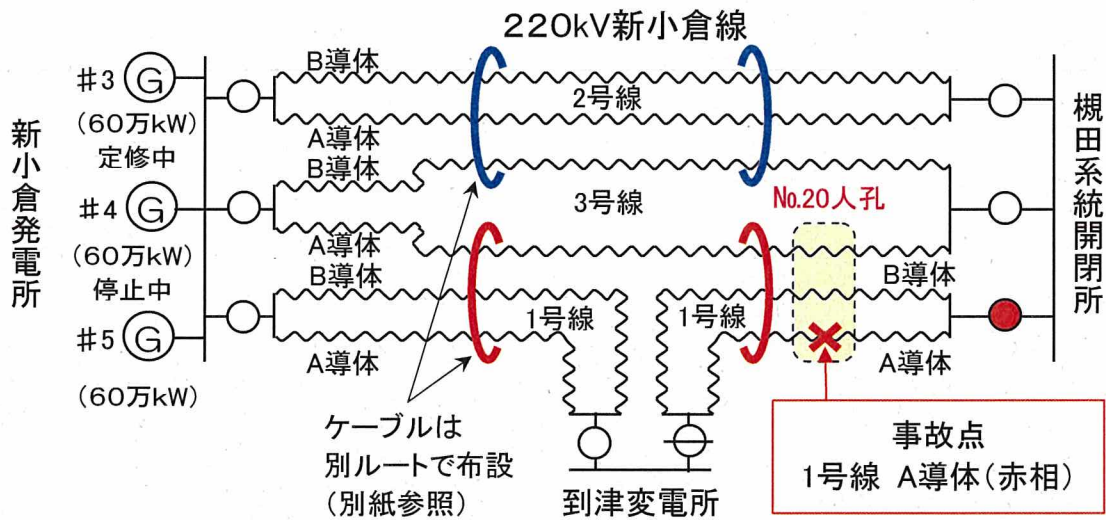 220kV新小倉線
新小倉発電所
#3 G
(60万kW)
定修中
#4 G
(60万kW)
停止中
#5 G
(60万kW)
B導体
2号線
A導体
B導体
3号線
A導体
No.20人孔
B導体
B導体
1号線
1号線
A導体
A導体
槻田系統開閉所
ケーブルは
別ルートで布設
(別紙参照)
到津変電所
事故点
1号線 A導体(赤相)